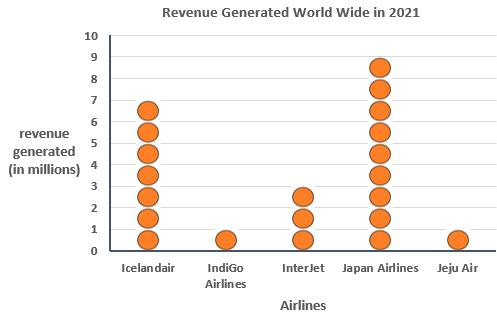 Revenue Generated World Wide in 2021
10
9
8
7
6
5
4
3
2
1
0
revenue
generated
(in millions)
Icelandair
IndiGo
Airlines
InterJet
Japan Airlines
Jeju Air
Airlines